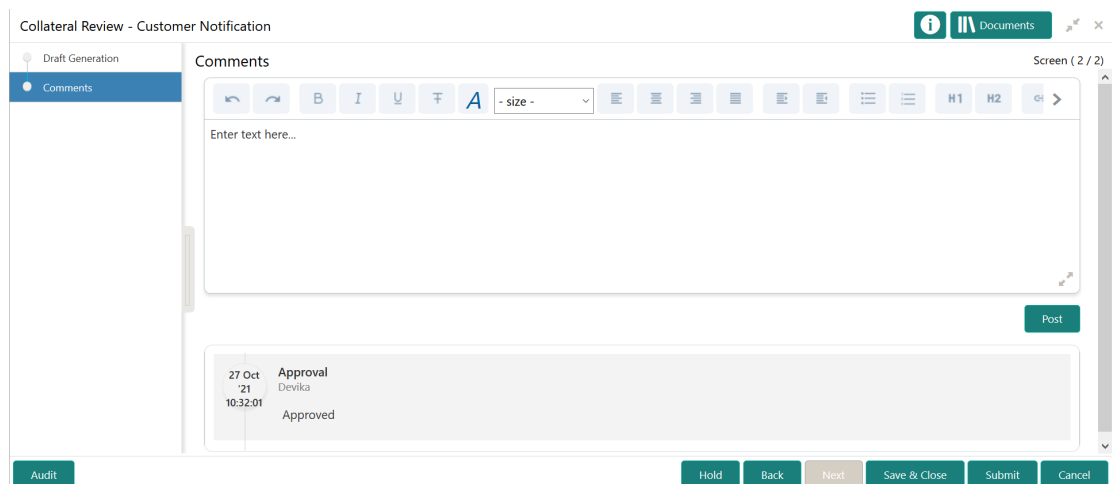 Collateral Review - Customer Notification
Documents
Draft Generation
Comments
Comments
Screen ( 2 / 2)
B I U T A - size - H1 H2
Enter text here...
Post
27 Oct
'21
10:32:01
Approval
Devika
Approved
Audit
Hold Back Next Save & Close Submit Cancel